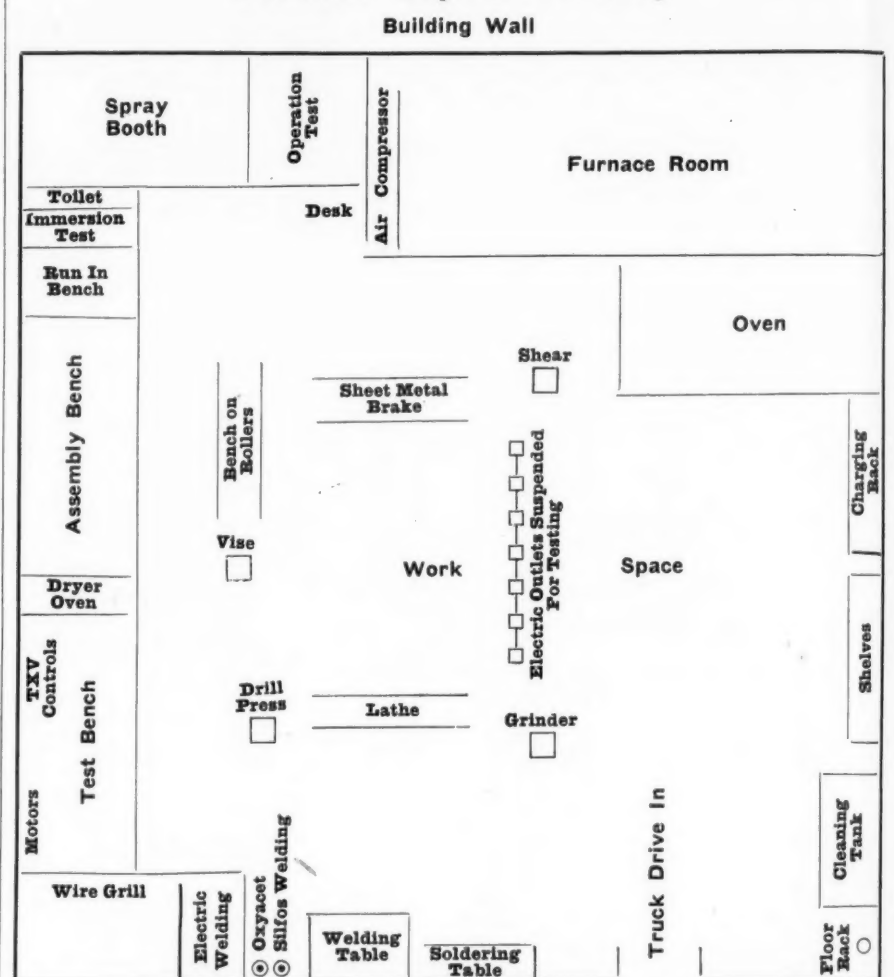 Building Wall
Spray
Booth
Operation
Test
Air Compressor
Furnace Room
Toilet
Immersion
Test
Desk
Run In
Bench
Oven
Shear
Assembly Bench
Bench on
Rollers
Sheet Metal
Brake
Charging
Rack
Electric Outlets Suspended
For Testing
Vise
Work
Space
Dryer
Oven
TXV
Controls
Test Bench
Motors
Shelves
Drill
Press
Lathe
Grinder
Truck Drive In
Cleaning
Tank
Wire Grill
Electric
Welding
Oxyacet
Silfos Welding
Welding
Table
Soldering
Table
Floor
Rack